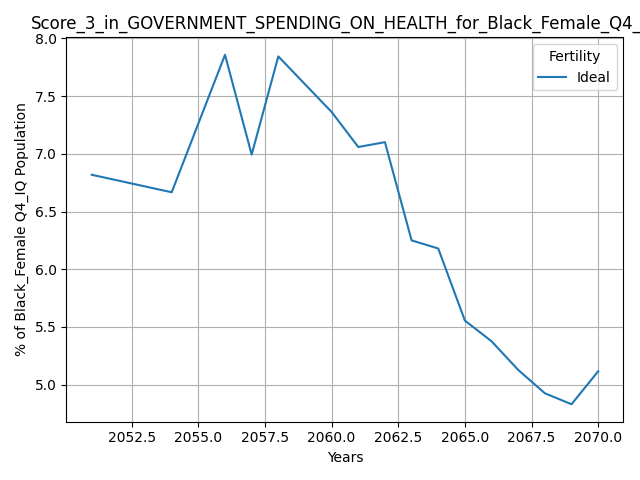 Score_3_in_GOVERNMENT_SPENDING_ON_HEALTH_for_Black_Female_Q4_
Fertility
Ideal
8.0
7.5
7.0
6.5
6.0
5.5
5.0
% of Black_Female Q4_IQ Population
2052.5 2055.0 2057.5 2060.0 2062.5 2065.0 2067.5 2070.0
Years